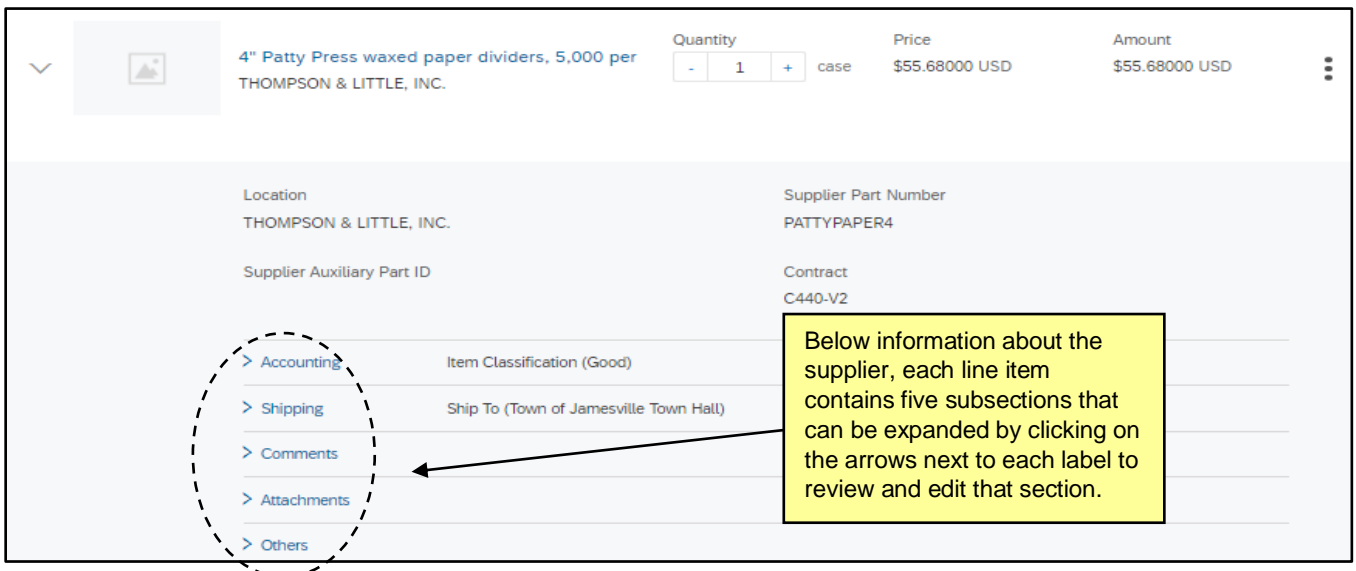 Quantity Price Amount
4" Patty Press waxed paper dividers, 5,000 per - 1 + case $55.68000 USD $55.68000 USD
THOMPSON & LITTLE, INC.
Location Supplier Part Number
THOMPSON & LITTLE, INC. PATTYPAPER4
Supplier Auxiliary Part ID Contract
C440-V2
> Accounting Item Classification (Good)
> Shipping Ship To (Town of Jamesville Town Hall)
> Comments
> Attachments
> Others
Below information about the
supplier, each line item
contains five subsections that
can be expanded by clicking on
the arrows next to each label to
review and edit that section.